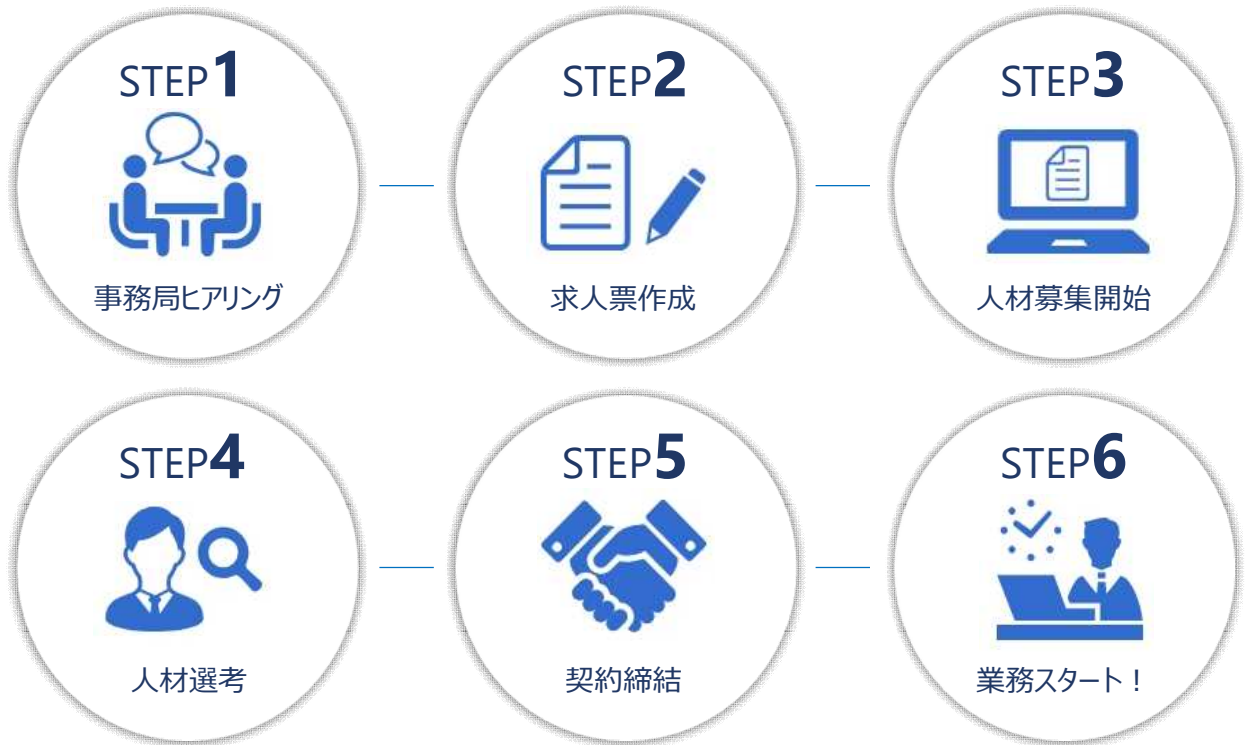 STEP1
事務局ヒアリング
STEP2
求人票作成
STEP3
人材募集開始
STEP4
人材選考
STEP5
契約締結
STEP6
業務スタート！